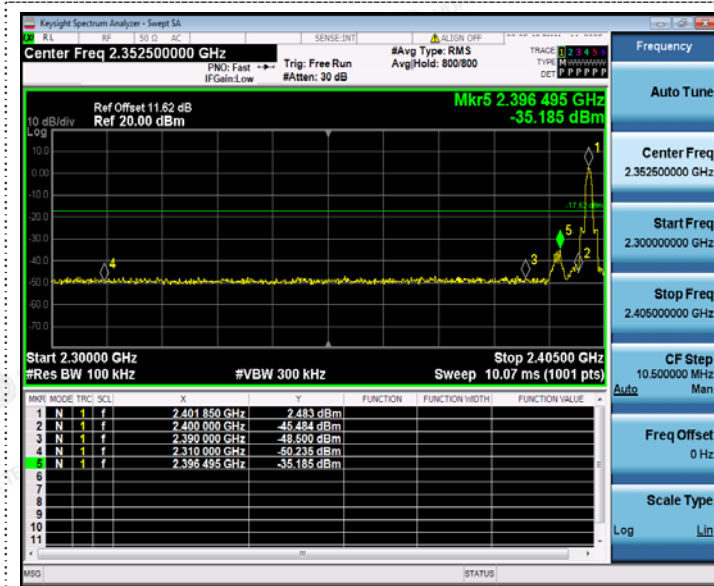 Keysight Spectrum Analyzer - Swept SA
RL RF 50 Ω AC SENSE:INT ALIGN OFF
Center Freq 2.352500000 GHz
PNO: Fast
IFGain:Low
Trig: Free Run
#Atten: 30 dB
#Avg Type: RMS
Avg|Hold: 800/800
TRACE 1 2 3 4 5 6
TYPE M W W W W W
DET P P P P P P
Ref Offset 11.62 dB
Ref 20.00 dBm
Mkr5 2.396 495 GHz
-35.185 dBm
10 dB/div
Log
10.0
0.00
-10.0
-20.0
-30.0
-40.0
-50.0
-60.0
-70.0
1
5
2
3
4
Start 2.30000 GHz
Stop 2.40500 GHz
#Res BW 100 kHz
#VBW 300 kHz
Sweep 10.07 ms (1001 pts)
MKR MODE TRC SCL X Y FUNCTION FUNCTION WIDTH FUNCTION VALUE
1 N 1 f 2.401 850 GHz 2.483 dBm
2 N 1 f 2.400 000 GHz -45.484 dBm
3 N 1 f 2.390 000 GHz -48.500 dBm
4 N 1 f 2.310 000 GHz -50.235 dBm
5 N 1 f 2.396 495 GHz -35.185 dBm
6
7
8
9
10
11
MSG STATUS
Frequency
Auto Tune
Center Freq
2.352500000 GHz
Start Freq
2.300000000 GHz
Stop Freq
2.405000000 GHz
CF Step
10.500000 MHz
Auto Man
Freq Offset
0 Hz
Scale Type
Log Lin